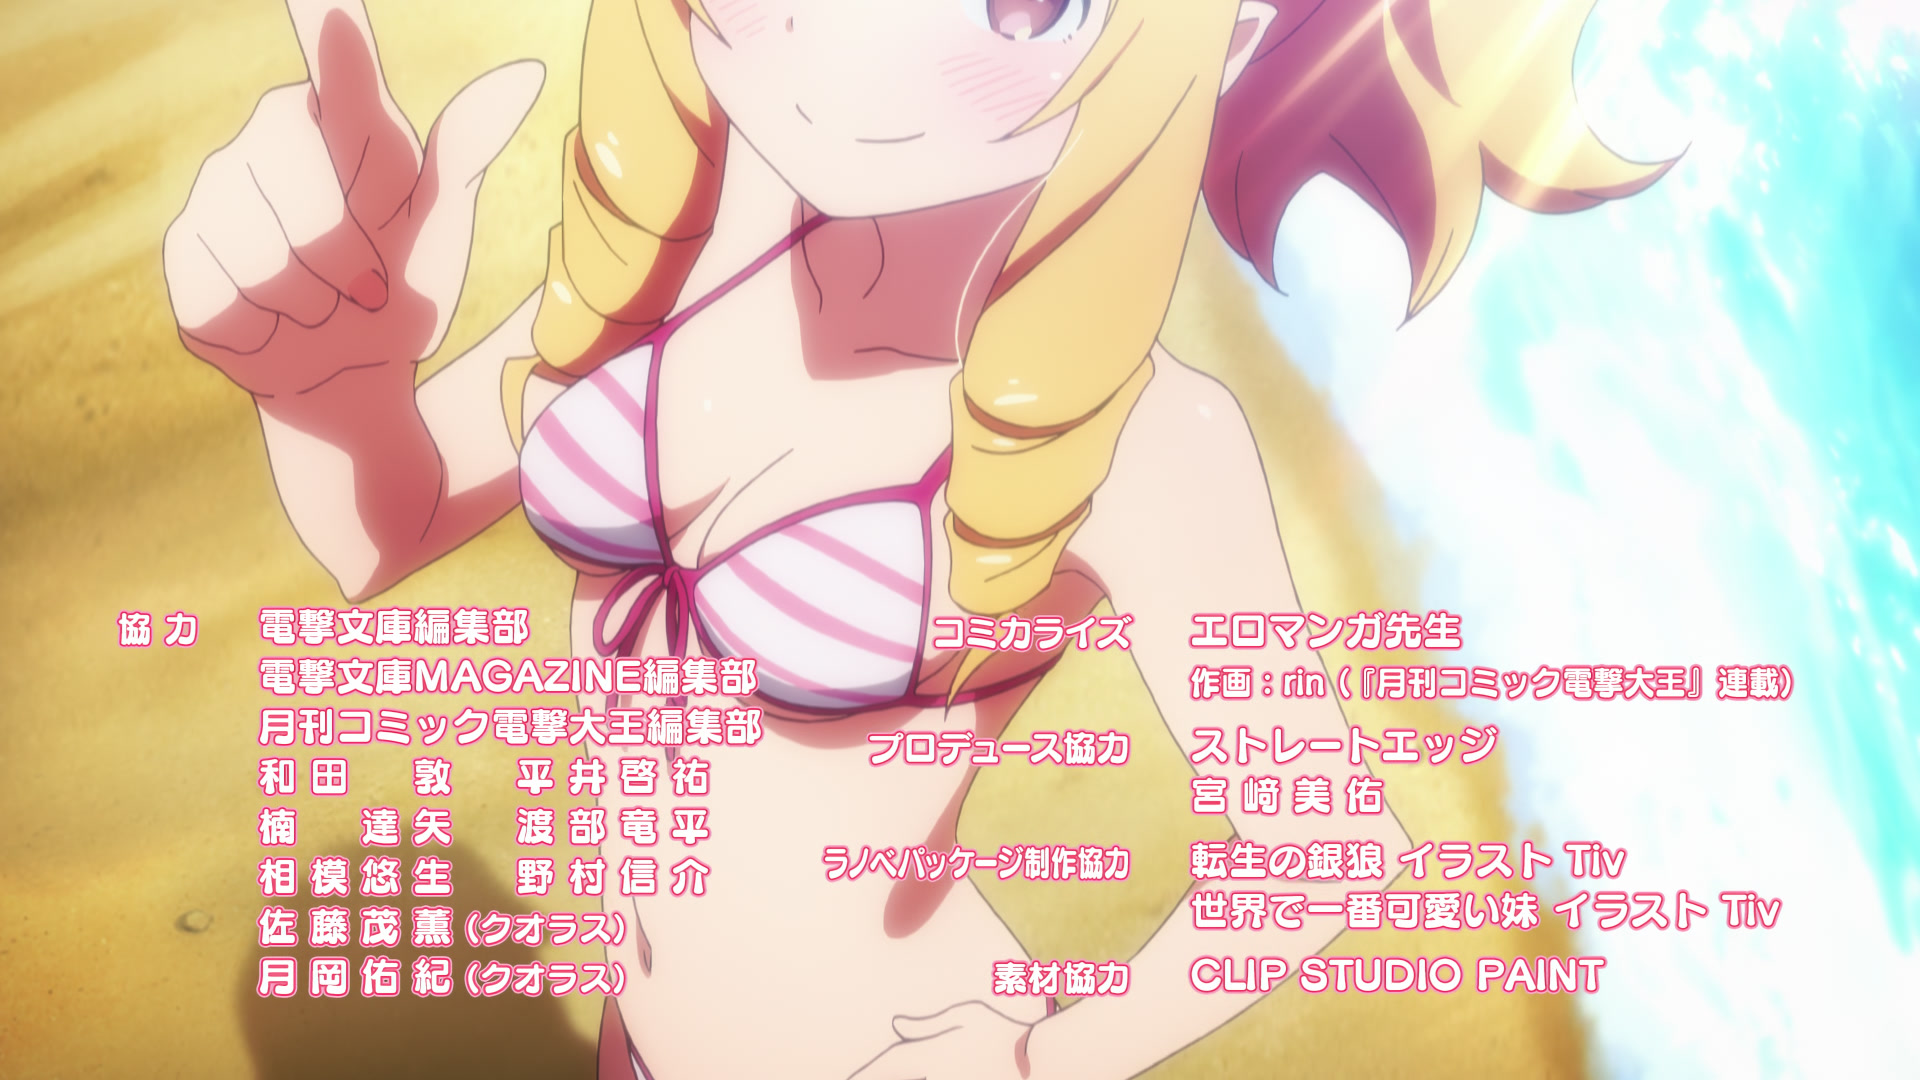 協力 電撃文庫編集部
電撃文庫MAGAZINE編集部
月刊コミック電撃大王編集部
和田 敦 平井啓祐
楠 達矢 渡部竜平
相模悠生 野村信介
佐藤茂薫(クオラス)
月岡佑紀(クオラス)
コミカライズ エロマンガ先生
作画:rin(『月刊コミック電撃大王』連載)
プロデュース協力 ストレートエッジ
宮﨑美佑
ラノベパッケージ制作協力 転生の銀狼 イラスト Tiv
世界で一番可愛い妹 イラスト Tiv
素材協力 CLIP STUDIO PAINT